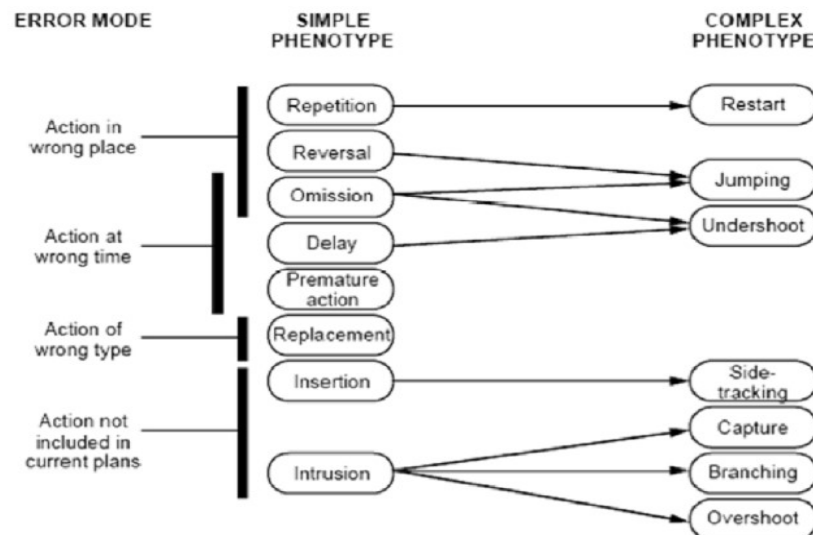 ERROR MODE
SIMPLE
PHENOTYPE
COMPLEX
PHENOTYPE
Action in
wrong place
Repetition
Restart
Reversal
Omission
Jumping
Action at
wrong time
Delay
Undershoot
Premature
action
Action of
wrong type
Replacement
Insertion
Side-
tracking
Action not
included in
current plans
Intrusion
Capture
Branching
Overshoot